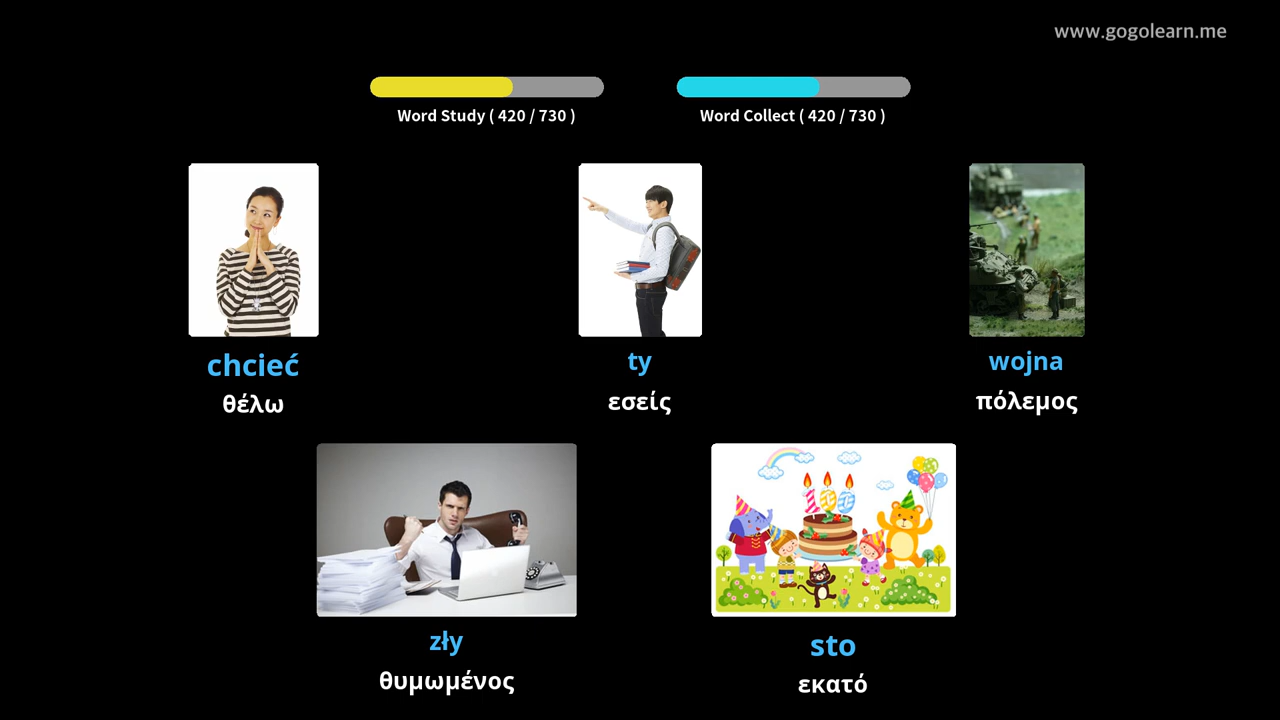 www.gogolearn.me
Word Study ( 420 / 730 )
Word Collect ( 420 / 730 )
chcieć
θέλω
ty
εσείς
wojna
πόλεμος
zły
θυμωμένος
sto
εκατό